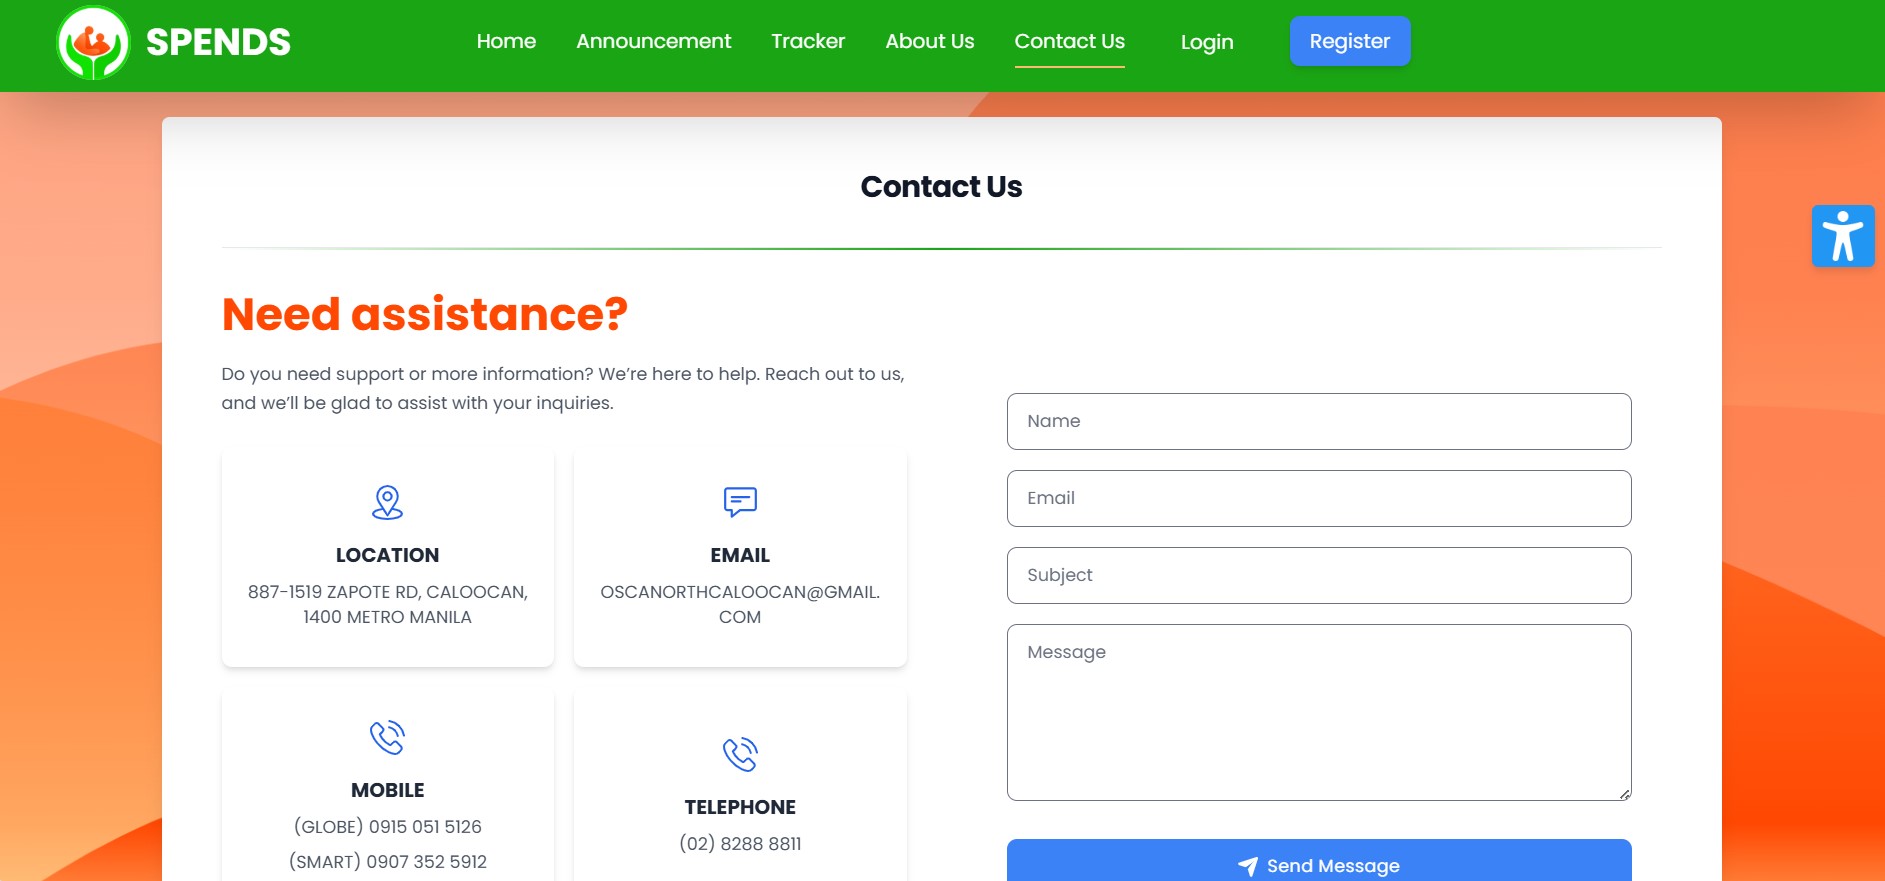 SPENDS
Home Announcement Tracker About Us Contact Us Login Register
Contact Us
Need assistance?
Do you need support or more information? We’re here to help. Reach out to us,
and we’ll be glad to assist with your inquiries.
LOCATION
887-1519 ZAPOTE RD, CALOOCAN,
1400 METRO MANILA
EMAIL
OSCANORTHCALOOCAN@GMAIL.
COM
MOBILE
(GLOBE) 0915 051 5126
(SMART) 0907 352 5912
TELEPHONE
(02) 8288 8811
Name
Email
Subject
Message
Send Message